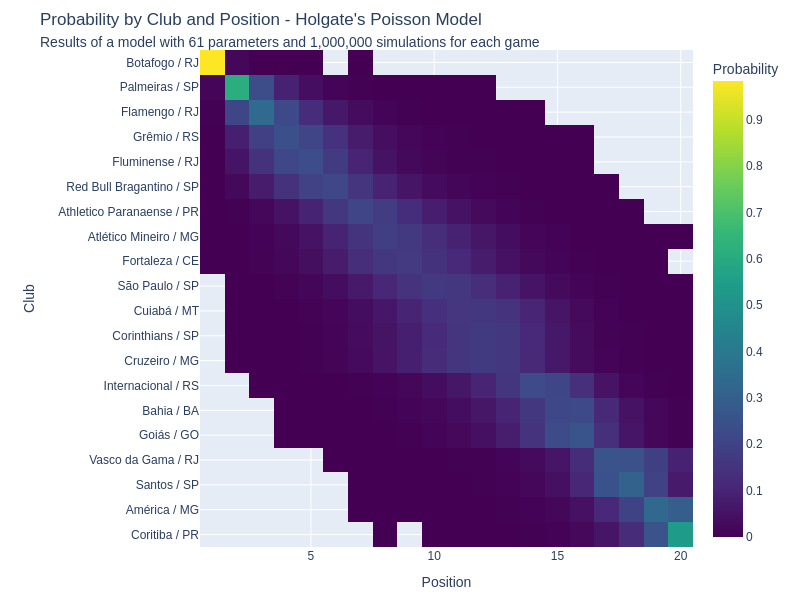 Probability by Club and Position - Holgate's Poisson Model
Results of a model with 61 parameters and 1,000,000 simulations for each game
Probability
Botafogo / RJ
Palmeiras / SP
Flamengo / RJ
Grêmio / RS
Fluminense / RJ
Red Bull Bragantino / SP
Athletico Paranaense / PR
Atlético Mineiro / MG
Fortaleza / CE
São Paulo / SP
Cuiabá / MT
Corinthians / SP
Cruzeiro / MG
Internacional / RS
Bahia / BA
Goiás / GO
Vasco da Gama / RJ
Santos / SP
América / MG
Coritiba / PR
Club
5 10 15 20
Position
0.9
0.8
0.7
0.6
0.5
0.4
0.3
0.2
0.1
0